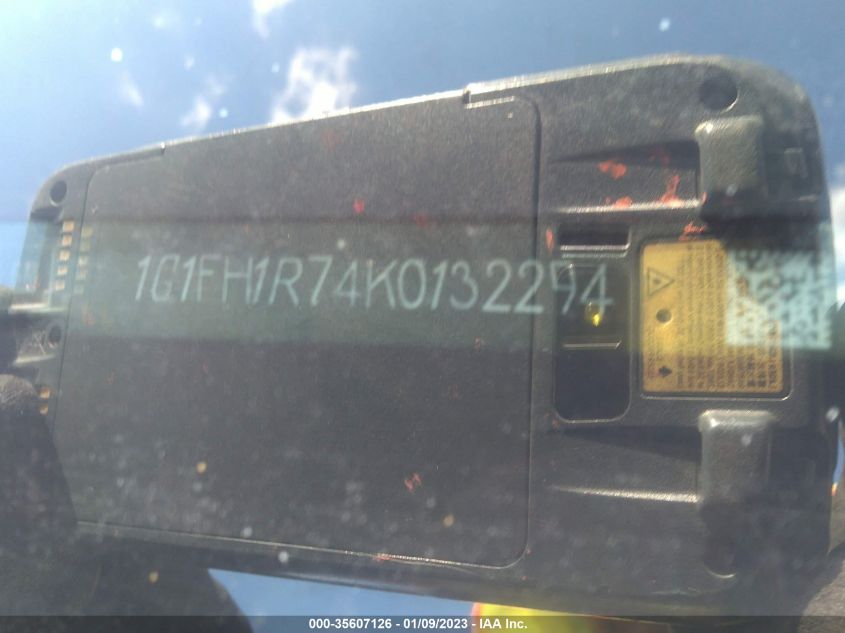 1G1FH1R74K0132294
000-35607126 - 01/09/2023 - IAA Inc.